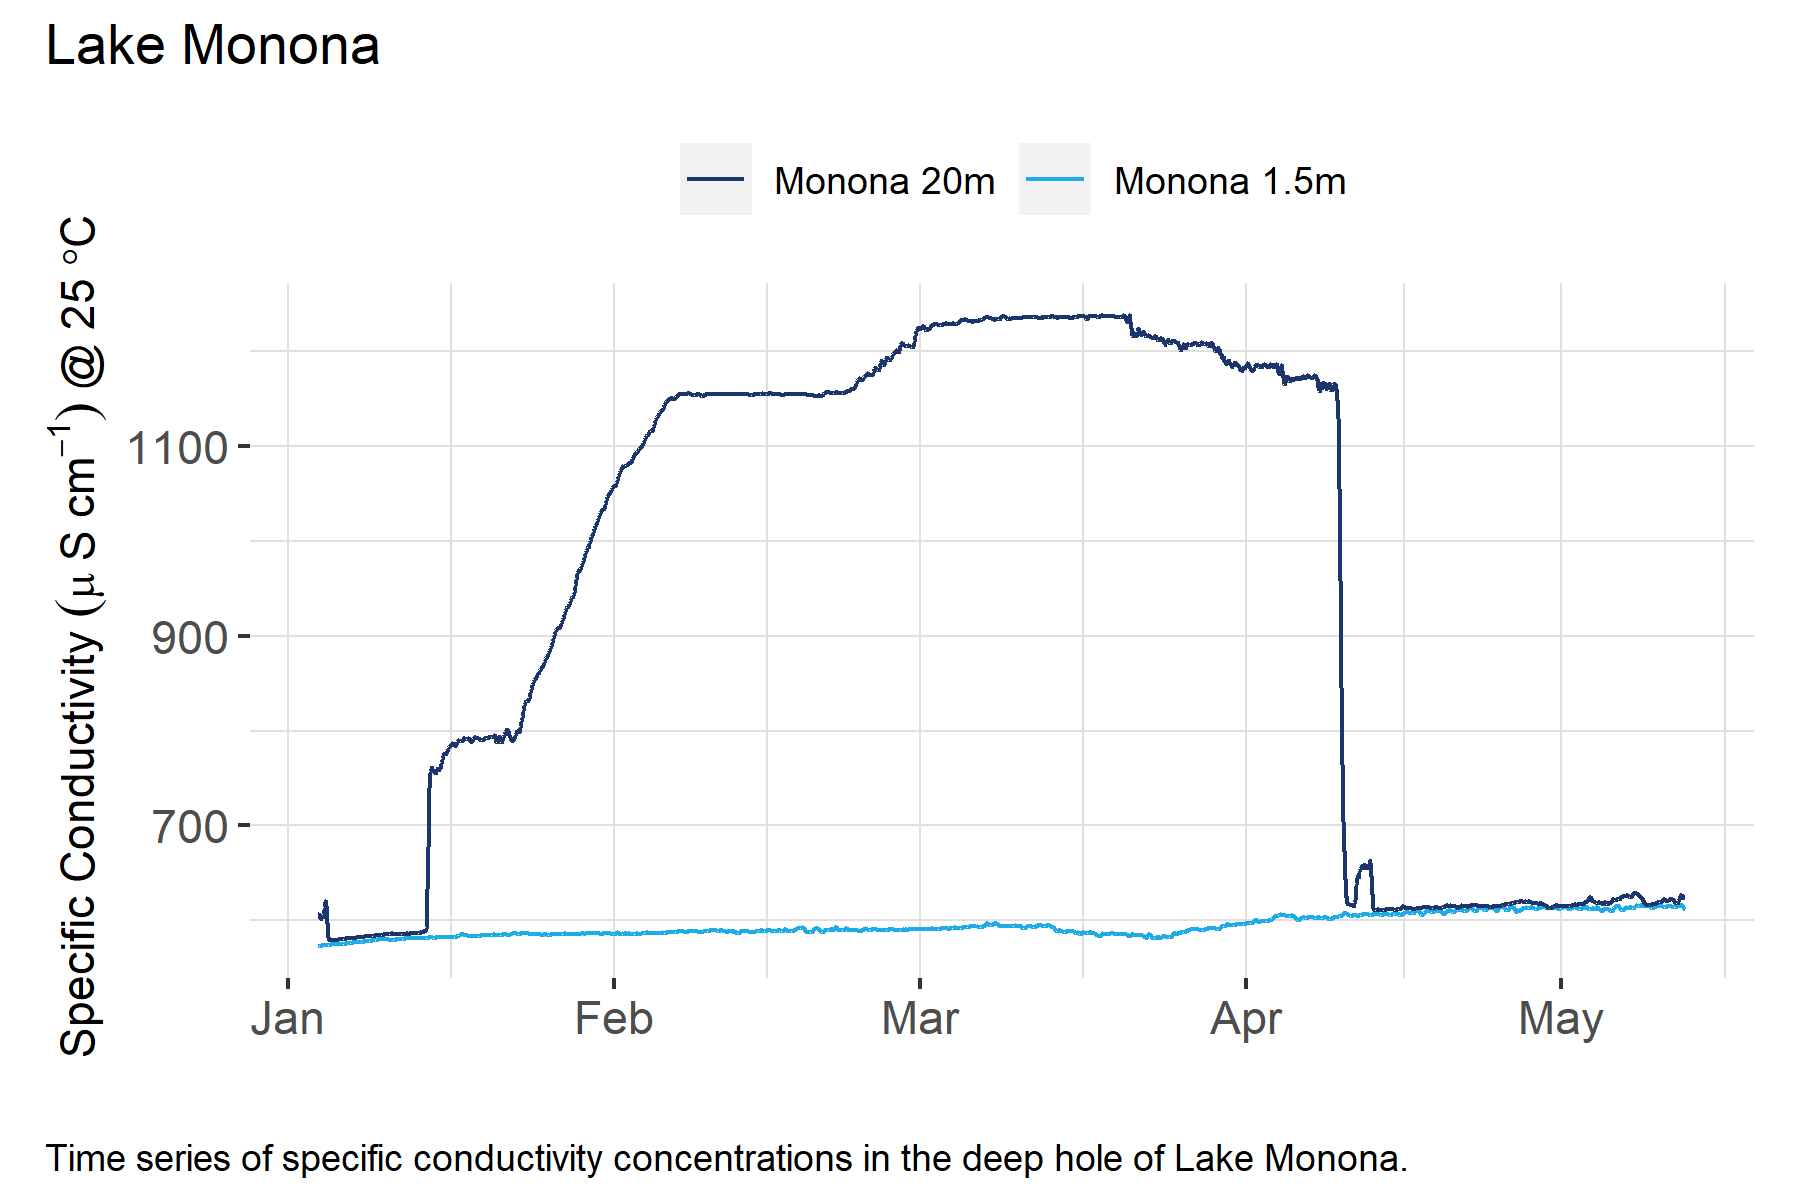 Lake Monona
Monona 20m
Monona 1.5m
Specific Conductivity (μ S cm⁻¹) @ 25 °C
1100
900
700
Jan
Feb
Mar
Apr
May
Time series of specific conductivity concentrations in the deep hole of Lake Monona.